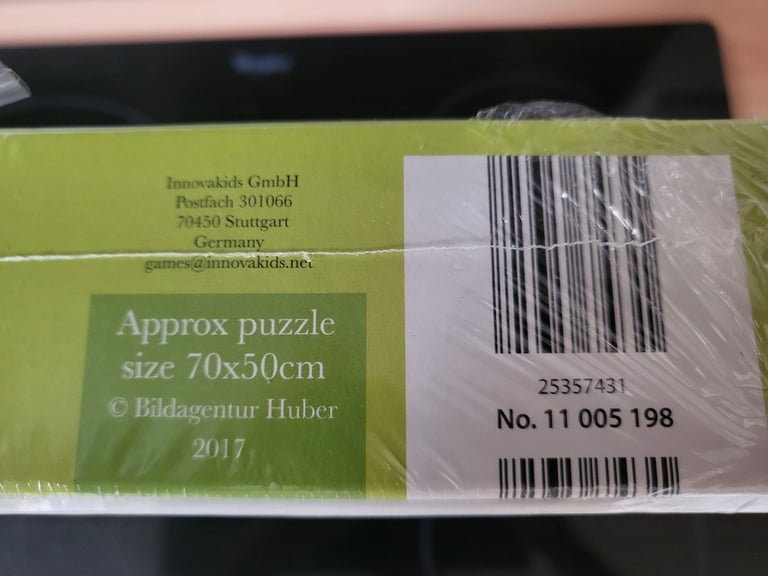 Innovakids GmbH
Postfach 301066
70450 Stuttgart
Germany
games@innovakids.net
Approx puzzle
size 70x50cm
© Bildagentur Huber
2017
25357431
No. 11 005 198